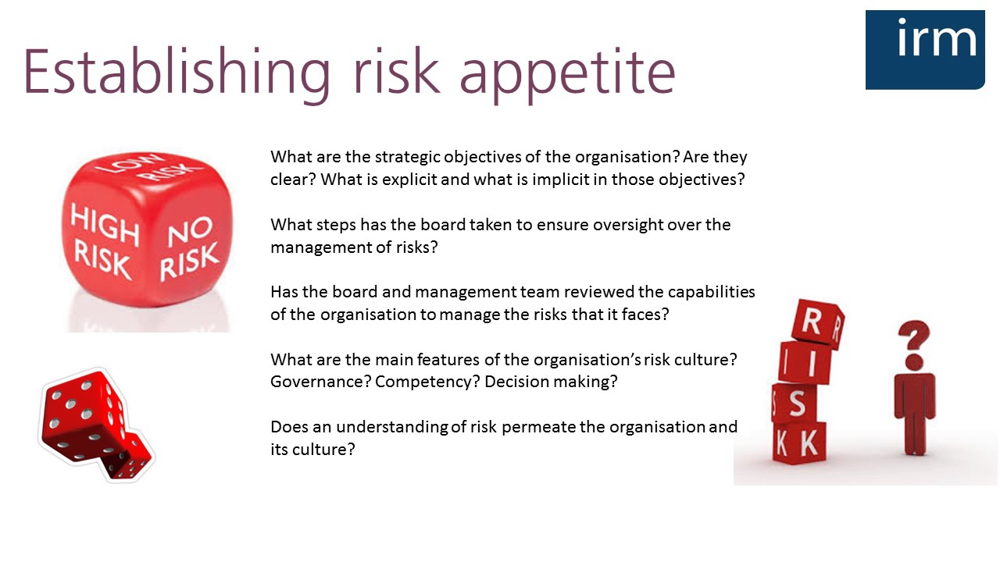 irm
Establishing risk appetite
LOW
RISK
HIGH
RISK
NO
RISK
What are the strategic objectives of the organisation? Are they
clear? What is explicit and what is implicit in those objectives?
What steps has the board taken to ensure oversight over the
management of risks?
Has the board and management team reviewed the capabilities
of the organisation to manage the risks that it faces?
What are the main features of the organisation’s risk culture?
Governance? Competency? Decision making?
Does an understanding of risk permeate the organisation and
its culture?
R R
I I
S S
K K
?